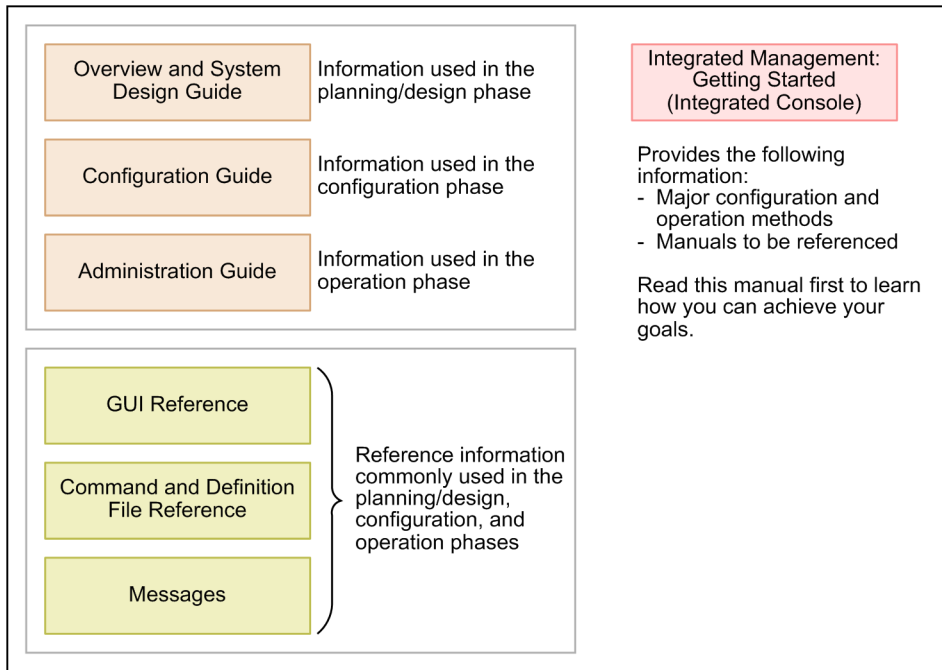 Overview and System
Design Guide
Information used in the
planning/design phase
Configuration Guide
Information used in the
configuration phase
Administration Guide
Information used in the
operation phase
GUI Reference
Command and Definition
File Reference
Messages
Reference information
commonly used in the
planning/design,
configuration, and
operation phases
Integrated Management:
Getting Started
(Integrated Console)
Provides the following
information:
- Major configuration and
operation methods
- Manuals to be referenced
Read this manual first to learn
how you can achieve your
goals.